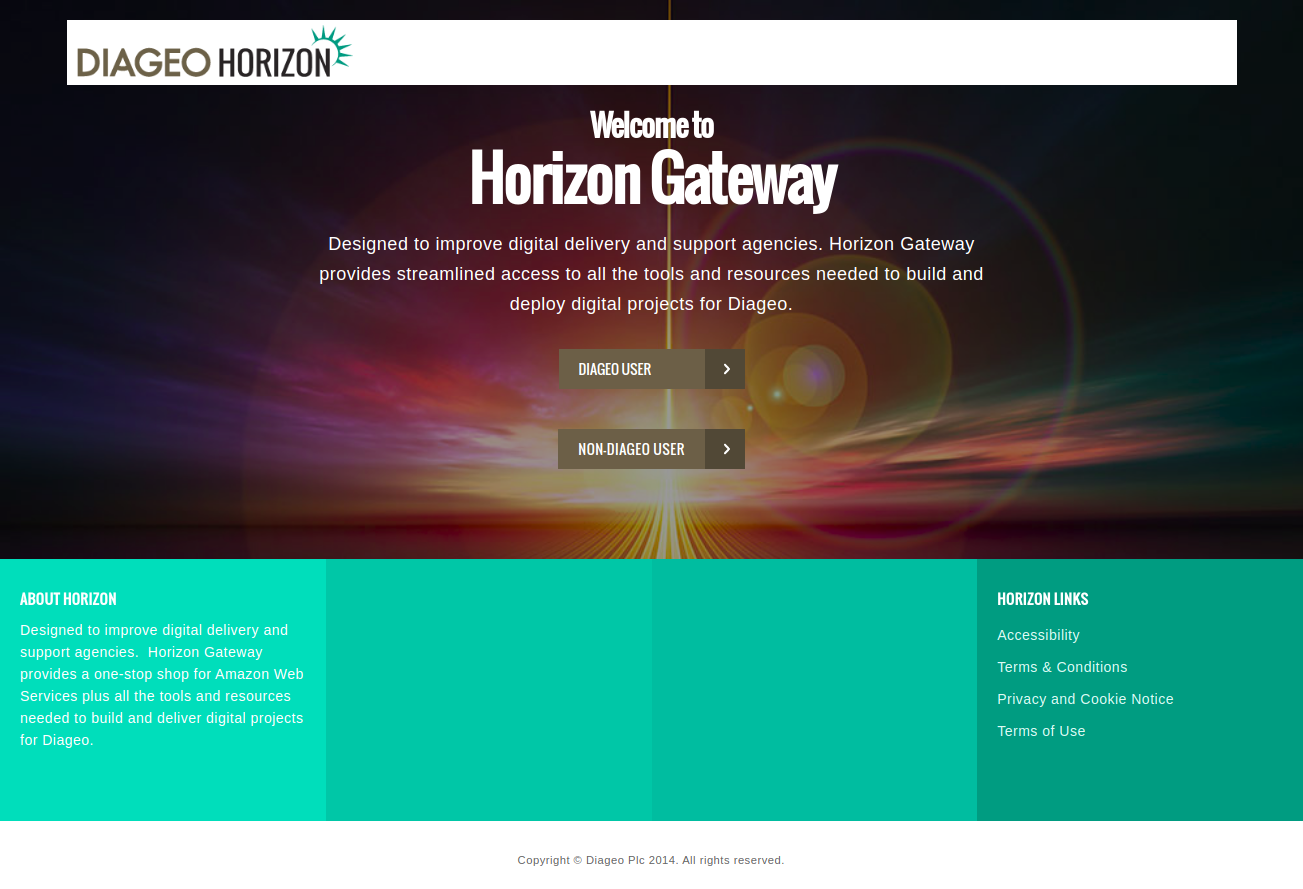 DIAGEO HORIZON
Welcome to
Horizon Gateway
Designed to improve digital delivery and support agencies. Horizon Gateway
provides streamlined access to all the tools and resources needed to build and
deploy digital projects for Diageo.
DIAGEO USER
NON-DIAGEO USER
ABOUT HORIZON
Designed to improve digital delivery and
support agencies.  Horizon Gateway
provides a one-stop shop for Amazon Web
Services plus all the tools and resources
needed to build and deliver digital projects
for Diageo.
HORIZON LINKS
Accessibility
Terms & Conditions
Privacy and Cookie Notice
Terms of Use
Copyright © Diageo Plc 2014. All rights reserved.